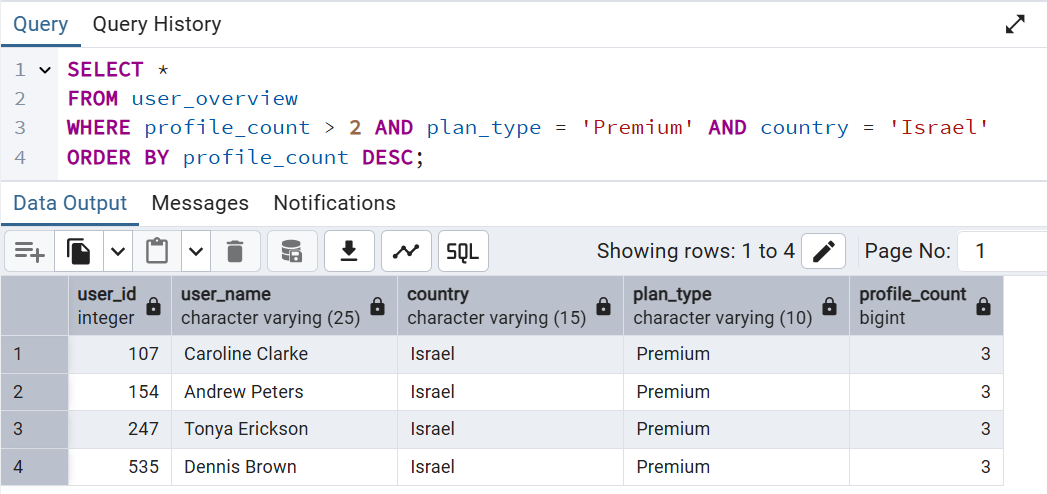 Query Query History
1 SELECT *
2 FROM user_overview
3 WHERE profile_count > 2 AND plan_type = 'Premium' AND country = 'Israel'
4 ORDER BY profile_count DESC;
Data Output Messages Notifications
SQL Showing rows: 1 to 4 Page No: 1
user_id user_name country plan_type profile_count
integer character varying (25) character varying (15) character varying (10) bigint
1 107 Caroline Clarke Israel Premium 3
2 154 Andrew Peters Israel Premium 3
3 247 Tonya Erickson Israel Premium 3
4 535 Dennis Brown Israel Premium 3